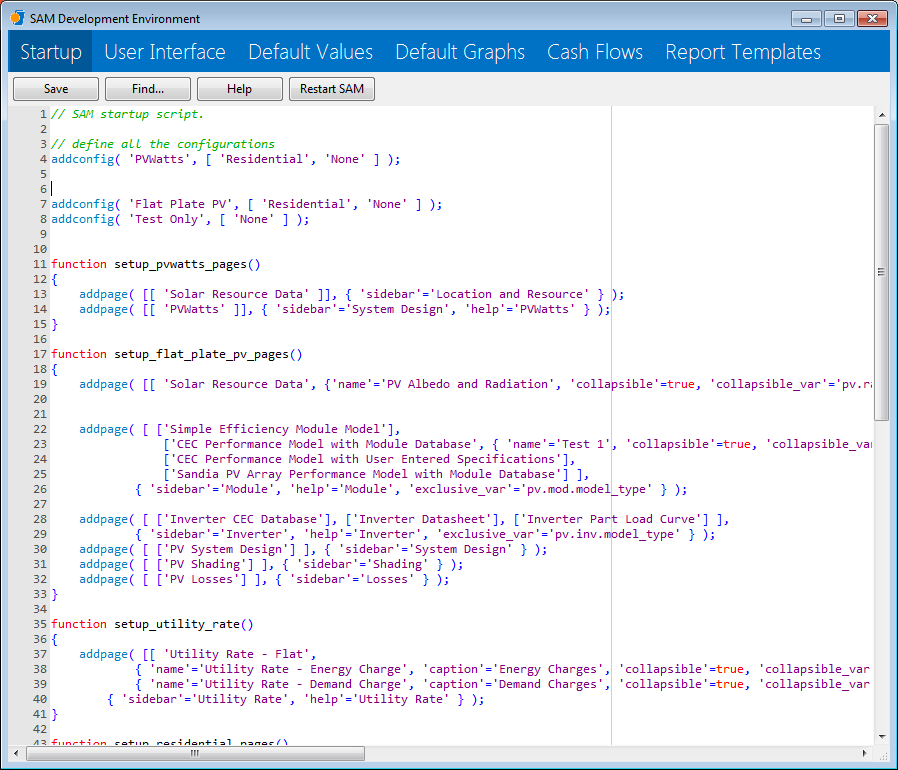 SAM Development Environment
Startup User Interface Default Values Default Graphs Cash Flows Report Templates
Save Find... Help Restart SAM
1 // SAM startup script.
2
3 // define all the configurations
4 addconfig( 'PVWatts', [ 'Residential', 'None' ] );
5
6
7 addconfig( 'Flat Plate PV', [ 'Residential', 'None' ] );
8 addconfig( 'Test Only', [ 'None' ] );
9
10
11 function setup_pvwatts_pages()
12 {
13     addpage( [[ 'Solar Resource Data' ]], { 'sidebar'='Location and Resource' } );
14     addpage( [[ 'PVWatts' ]], { 'sidebar'='System Design', 'help'='PVWatts' } );
15 }
16
17 function setup_flat_plate_pv_pages()
18 {
19     addpage( [[ 'Solar Resource Data', {'name'='PV Albedo and Radiation', 'collapsible'=true, 'collapsible_var'='pv.ra
20
21
22     addpage( [ ['Simple Efficiency Module Model'],
23                 ['CEC Performance Model with Module Database', { 'name'='Test 1', 'collapsible'=true, 'collapsible_va
24                 ['CEC Performance Model with User Entered Specifications'],
25                 ['Sandia PV Array Performance Model with Module Database'] ],
26             { 'sidebar'='Module', 'help'='Module', 'exclusive_var'='pv.mod.model_type' } );
27
28     addpage( [ ['Inverter CEC Database'], ['Inverter Datasheet'], ['Inverter Part Load Curve'] ],
29             { 'sidebar'='Inverter', 'help'='Inverter', 'exclusive_var'='pv.inv.model_type' } );
30     addpage( [ ['PV System Design'] ], { 'sidebar'='System Design' } );
31     addpage( [ ['PV Shading'] ], { 'sidebar'='Shading' } );
32     addpage( [ ['PV Losses'] ], { 'sidebar'='Losses' } );
33 }
34
35 function setup_utility_rate()
36 {
37     addpage( [[ 'Utility Rate - Flat',
38             { 'name'='Utility Rate - Energy Charge', 'caption'='Energy Charges', 'collapsible'=true, 'collapsible_var
39             { 'name'='Utility Rate - Demand Charge', 'caption'='Demand Charges', 'collapsible'=true, 'collapsible_var
40         { 'sidebar'='Utility Rate', 'help'='Utility Rate' } );
41 }
42
43 function setup_residential_pages()